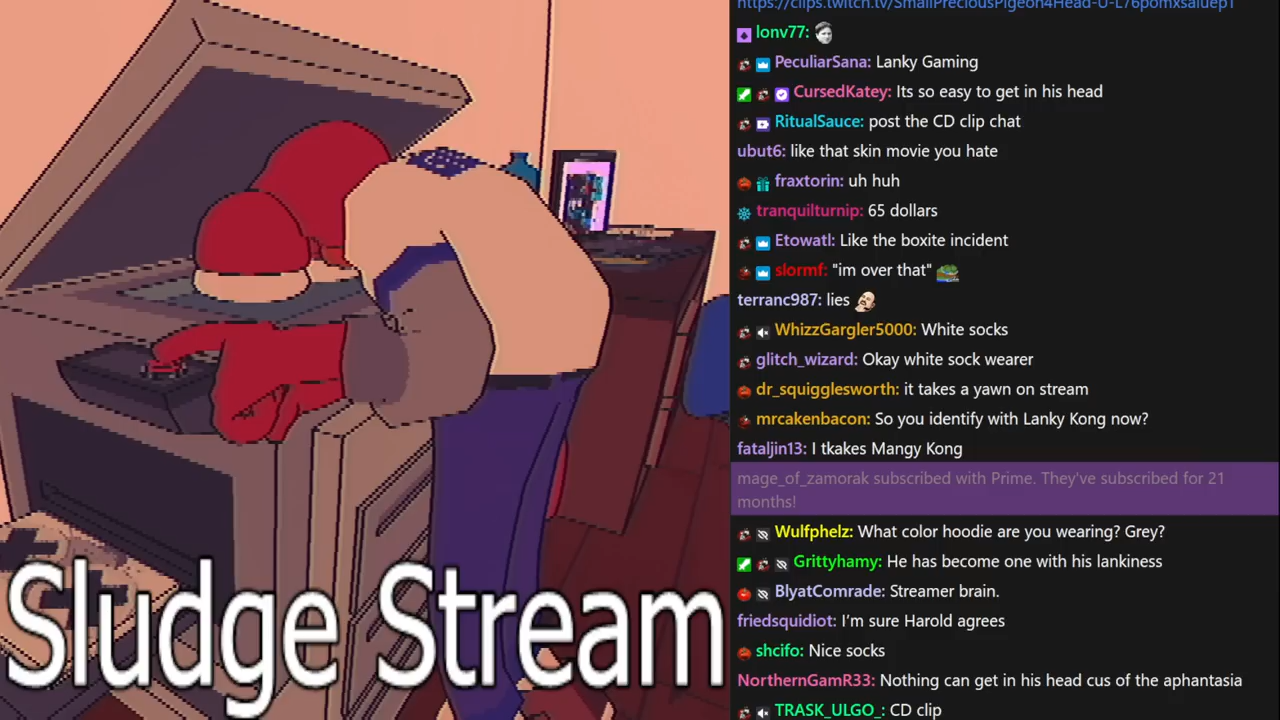 https://clips.twitch.tv/SmallPreciousPigeon4Head-U-L76pomxsaluep1
lonv77:
PeculiarSana: Lanky Gaming
CursedKatey: Its so easy to get in his head
RitualSauce: post the CD clip chat
ubut6: like that skin movie you hate
fraxtorin: uh huh
tranquilturnip: 65 dollars
Etowatl: Like the boxite incident
slormf: "im over that"
terranc987: lies
WhizzGargler5000: White socks
glitch_wizard: Okay white sock wearer
dr_squigglesworth: it takes a yawn on stream
mrcakenbacon: So you identify with Lanky Kong now?
fataljin13: I tkakes Mangy Kong
mage_of_zamorak subscribed with Prime. They've subscribed for 21
months!
Wulfphelz: What color hoodie are you wearing? Grey?
Grittyhamy: He has become one with his lankiness
BlyatComrade: Streamer brain.
friedsquidiot: I’m sure Harold agrees
shcifo: Nice socks
NorthernGamR33: Nothing can get in his head cus of the aphantasia
TRASK_ULGO_: CD clip
Sludge Stream